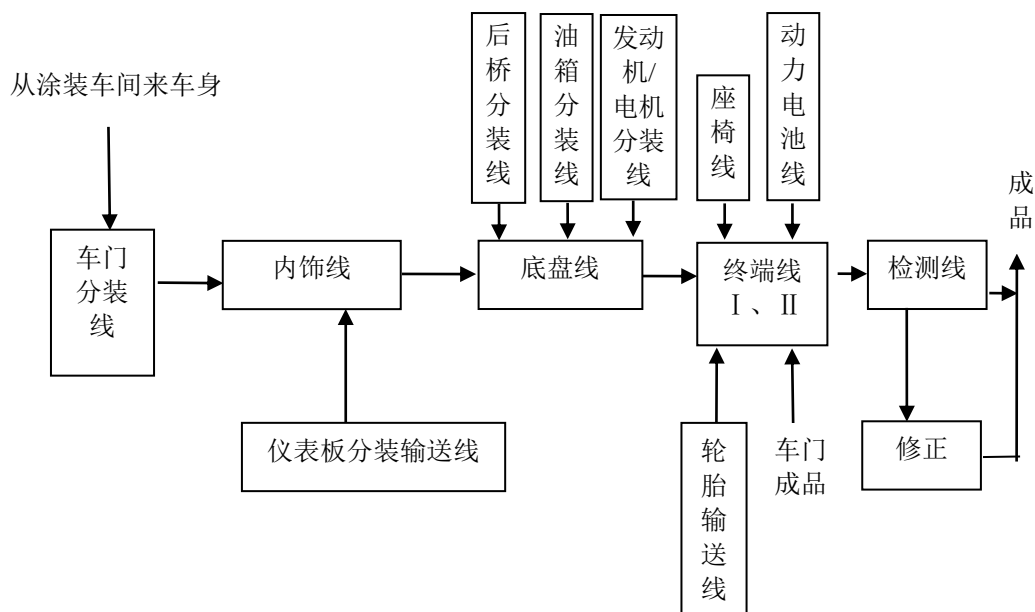 从涂装车间来车身
后桥分装线
油箱分装线
发动
机/
电机
分装
线
座椅线
动力电池线
成品
车门
分装
线
内饰线
底盘线
终端线
Ⅰ、Ⅱ
检测线
仪表板分装输送线
轮胎输送线
车门
成品
修正